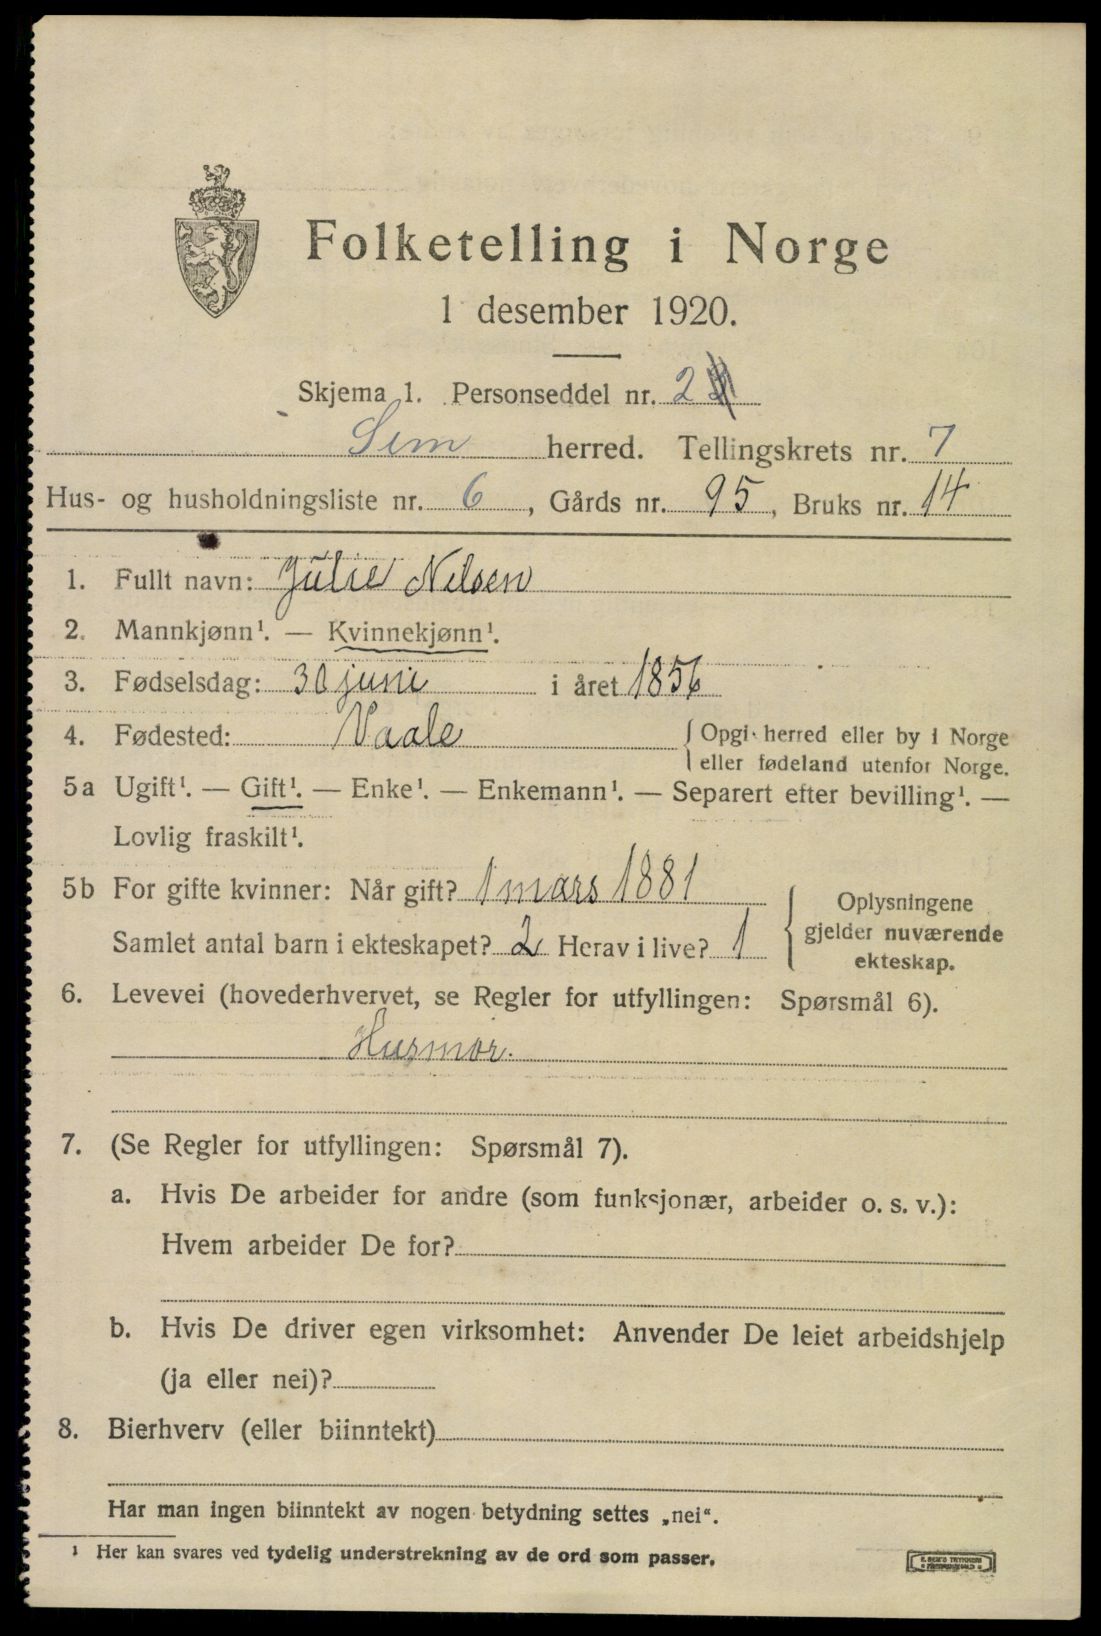 Folketelling i Norge
1 desember 1920.
Skjema 1. Personseddel nr. 2
Sem herred. Tellingskrets nr. 7
Hus- og husholdningsliste nr. 6, Gårds nr. 95, Bruks nr. 14
1. Fullt navn: Julie Nilsen
2. Mannkjønn¹. — Kvinnekjønn¹.
3. Fødselsdag: 30 juni i året 1856
4. Fødested: Vaale { Opgi herred eller by i Norge
eller fødeland utenfor Norge.
5a Ugift¹. — Gift¹. — Enke¹. — Enkemann¹. — Separert efter bevilling¹. —
Lovlig fraskilt¹.
5b For gifte kvinner: Når gift? 1 mars 1881
Samlet antal barn i ekteskapet? 2 Herav i live? 1
Oplysningene
gjelder nuværende
ekteskap.
6. Levevei (hovederhvervet, se Regler for utfyllingen: Spørsmål 6).
Husmor.
7. (Se Regler for utfyllingen: Spørsmål 7).
a. Hvis De arbeider for andre (som funksjonær, arbeider o. s. v.):
Hvem arbeider De for?
b. Hvis De driver egen virksomhet: Anvender De leiet arbeidshjelp
(ja eller nei)?
8. Bierhverv (eller biinntekt)
Har man ingen biinntekt av nogen betydning settes „nei“.
¹ Her kan svares ved tydelig understrekning av de ord som passer.